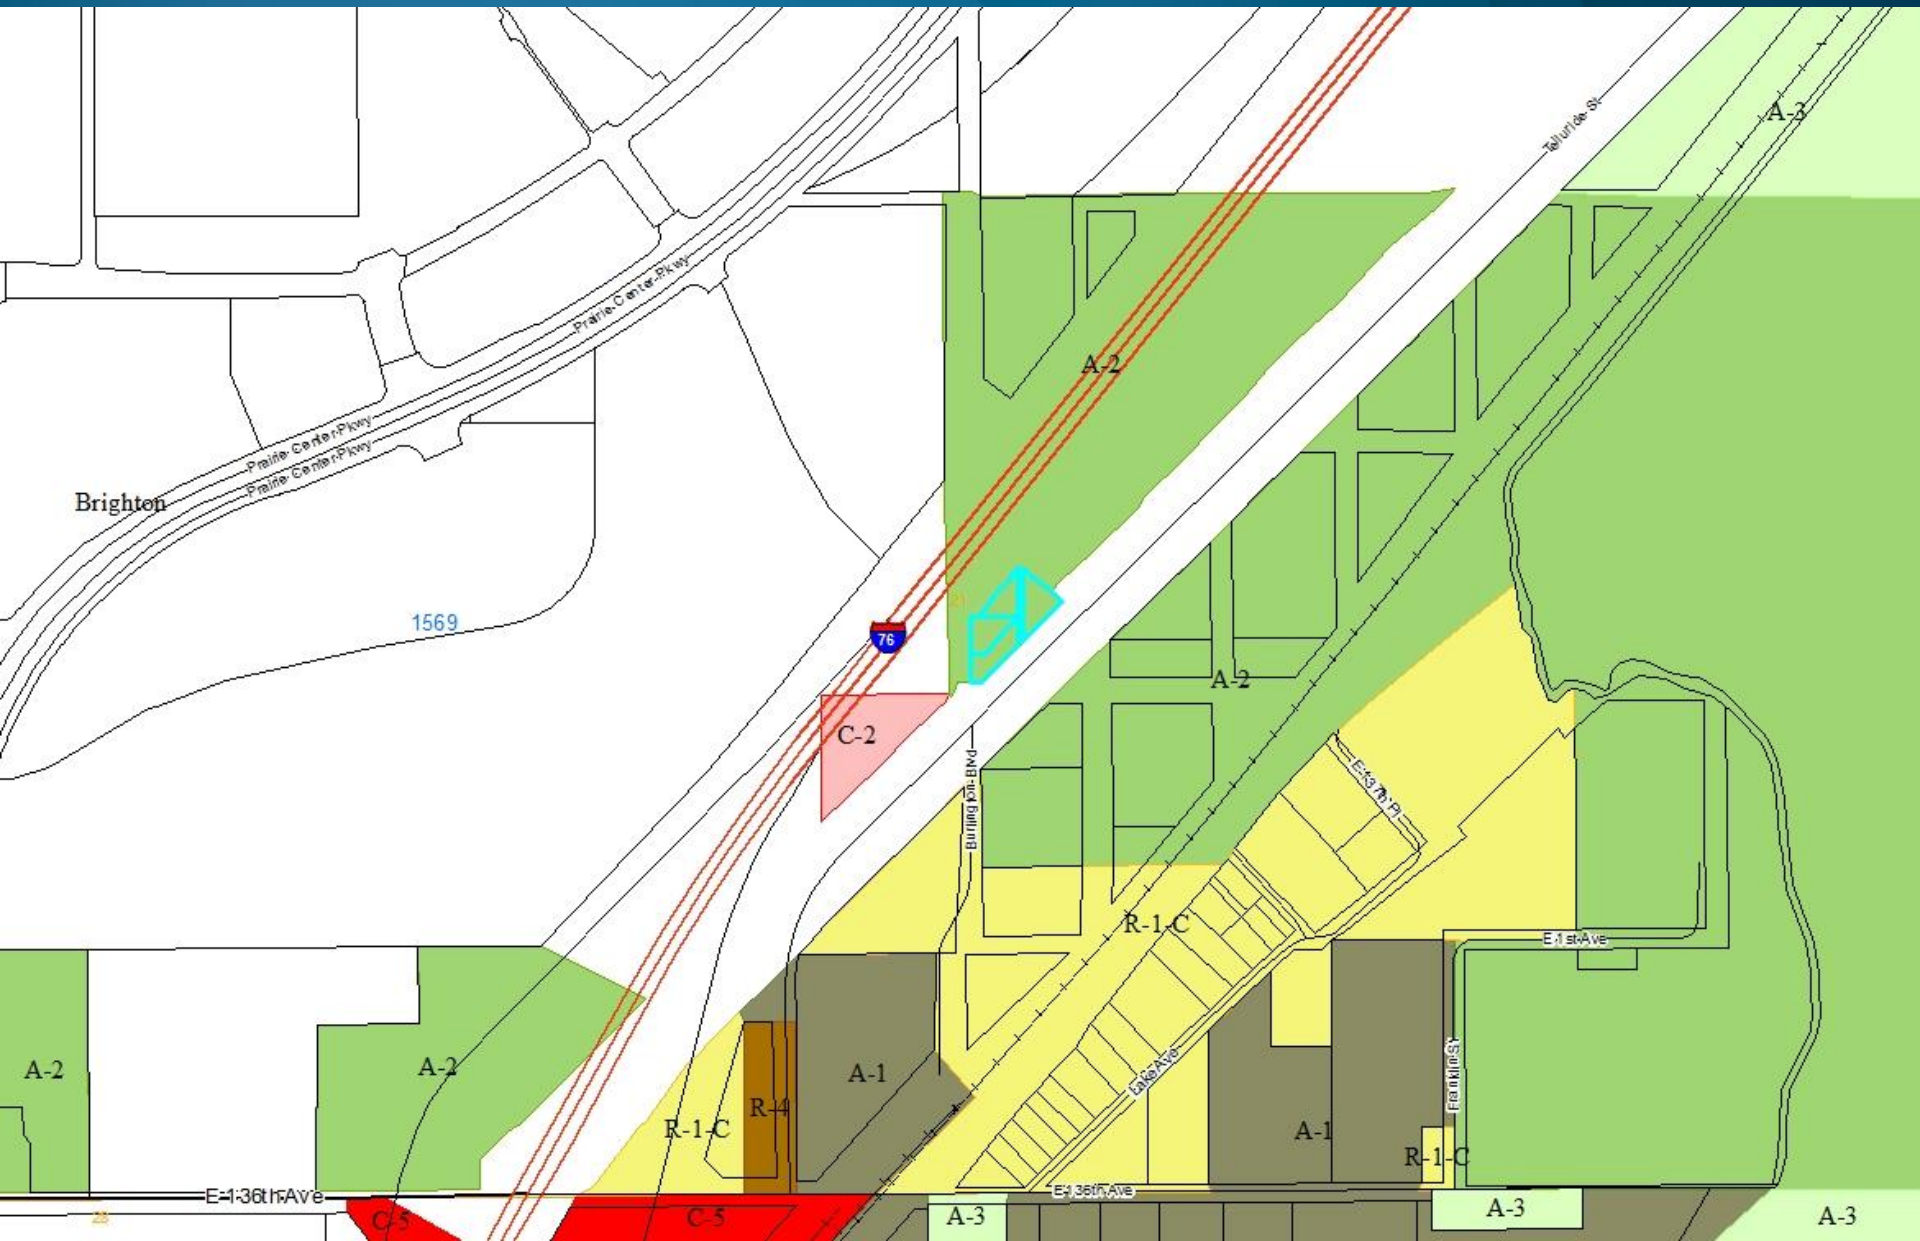 A-3
Telluride St
Prairie-Center-Pkwy
A-2
Prairie Center-Pkwy
Prairie Center-Pkwy
Brighton
1569
76
A-2
C-2
E-137th Pl
Burlington-Blvd
R-1-C
E-1st-Ave
A-2
A-2
A-1
Lake Ave
Franklin St
R-4
R-1-C
A-1
R-1-C
E-136th Ave
E-136th Ave
28
C-5
C-5
A-3
A-3
A-3